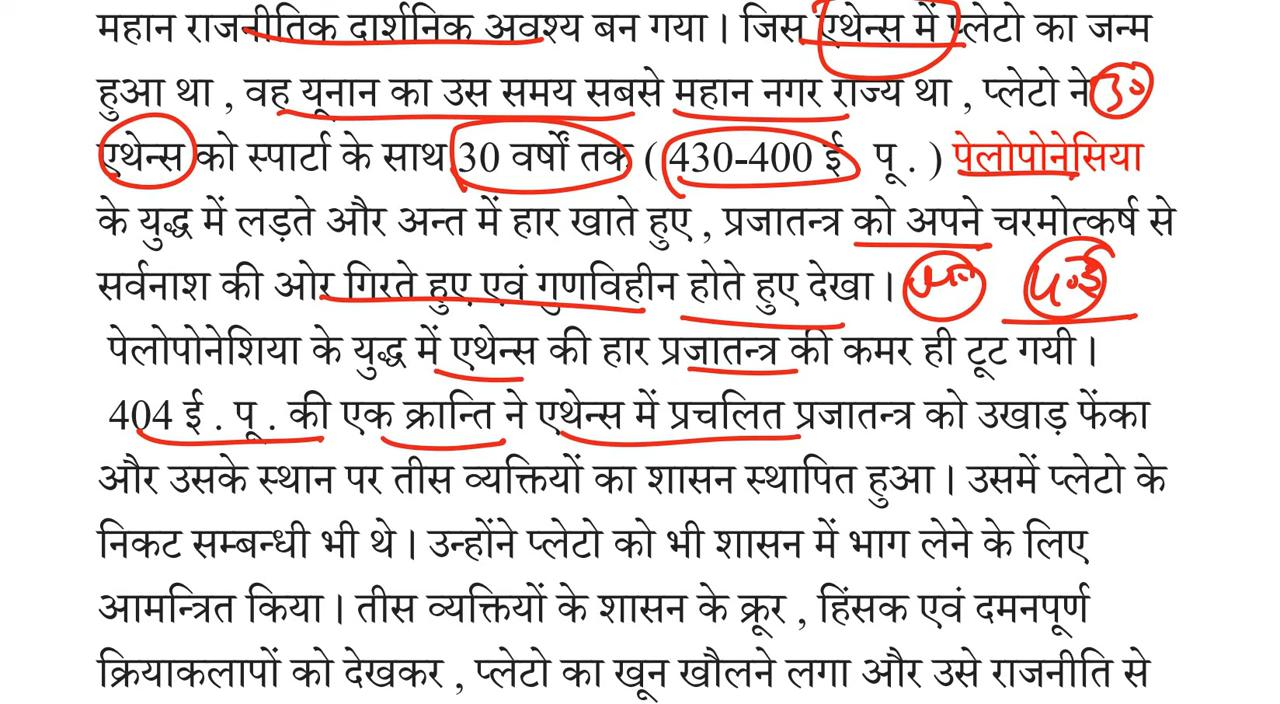 महान राजनीतिक दार्शनिक अवश्य बन गया । जिस एथेन्स में प्लेटो का जन्म
हुआ था , वह यूनान का उस समय सबसे महान नगर राज्य था , प्लेटो ने 30
एथेन्स को स्पार्टा के साथ 30 वर्षों तक ( 430-400 ई पू . ) पेलोपोनेसिया
के युद्ध में लड़ते और अन्त में हार खाते हुए , प्रजातन्त्र को अपने चरमोत्कर्ष से
सर्वनाश की ओर गिरते हुए एवं गुणविहीन होते हुए देखा ।
पेलोपोनेशिया के युद्ध में एथेन्स की हार प्रजातन्त्र की कमर ही टूट गयी ।
404 ई . पू . की एक क्रान्ति ने एथेन्स में प्रचलित प्रजातन्त्र को उखाड़ फेंका
और उसके स्थान पर तीस व्यक्तियों का शासन स्थापित हुआ । उसमें प्लेटो के
निकट सम्बन्धी भी थे । उन्होंने प्लेटो को भी शासन में भाग लेने के लिए
आमन्त्रित किया । तीस व्यक्तियों के शासन के क्रूर , हिंसक एवं दमनपूर्ण
क्रियाकलापों को देखकर , प्लेटो का खून खौलने लगा और उसे राजनीति से